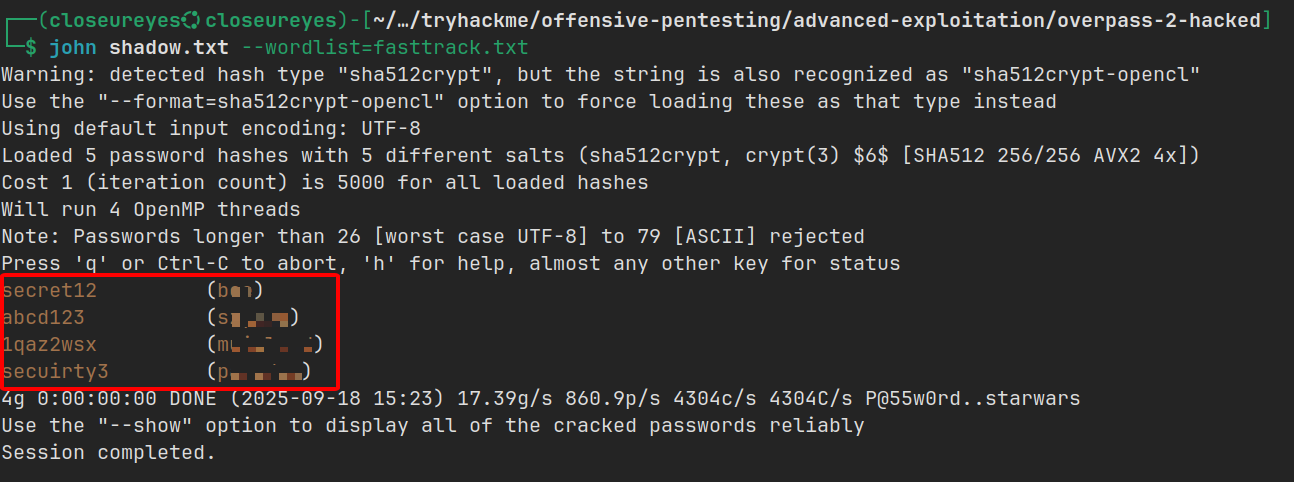 (closeureyes㉿closeureyes)-[~/…/tryhackme/offensive-pentesting/advanced-exploitation/overpass-2-hacked]
$ john shadow.txt --wordlist=fasttrack.txt
Warning: detected hash type "sha512crypt", but the string is also recognized as "sha512crypt-opencl"
Use the "--format=sha512crypt-opencl" option to force loading these as that type instead
Using default input encoding: UTF-8
Loaded 5 password hashes with 5 different salts (sha512crypt, crypt(3) $6$ [SHA512 256/256 AVX2 4x])
Cost 1 (iteration count) is 5000 for all loaded hashes
Will run 4 OpenMP threads
Note: Passwords longer than 26 [worst case UTF-8] to 79 [ASCII] rejected
Press 'q' or Ctrl-C to abort, 'h' for help, almost any other key for status
secret12
abcd123
1qaz2wsx
secuirty3
4g 0:00:00:00 DONE (2025-09-18 15:23) 17.39g/s 860.9p/s 4304c/s 4304C/s P@55w0rd..starwars
Use the "--show" option to display all of the cracked passwords reliably
Session completed.